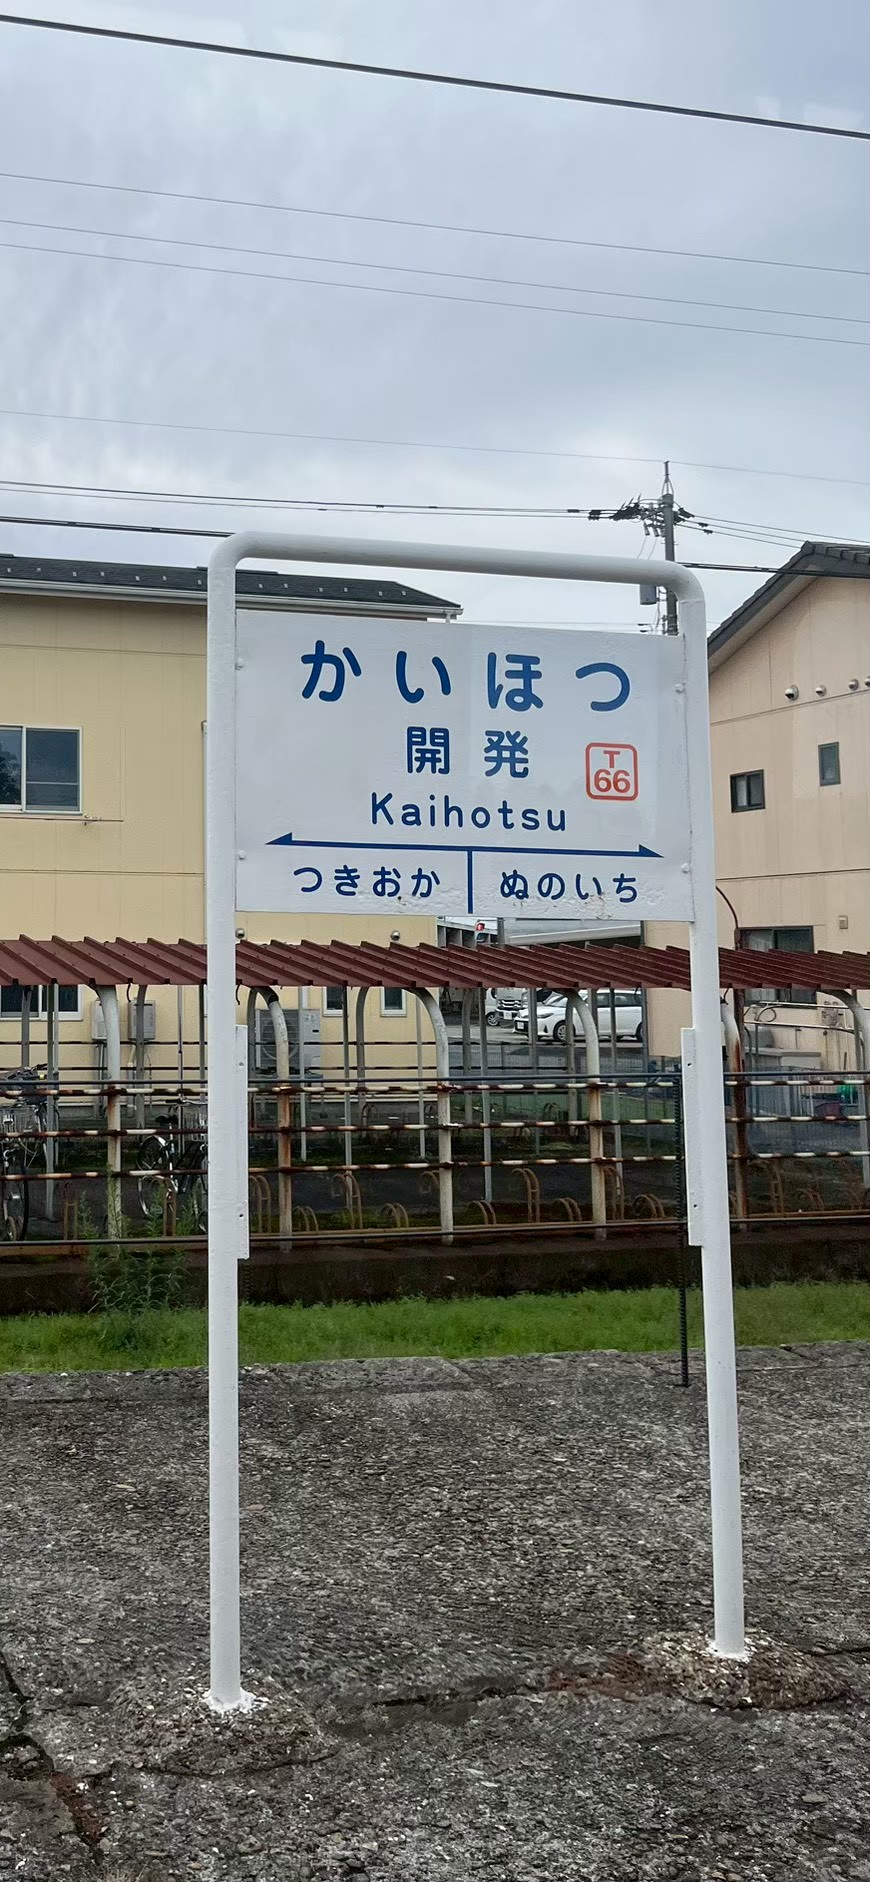 かいほつ
開発
T
66
Kaihotsu
つきおか ぬのいち